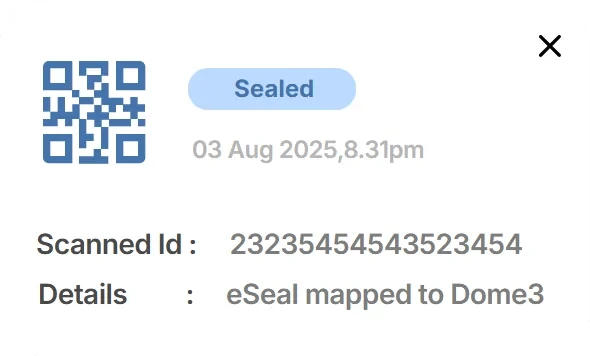 Sealed
03 Aug 2025,8.31pm
Scanned Id : 23235454543523454
Details : eSeal mapped to Dome3